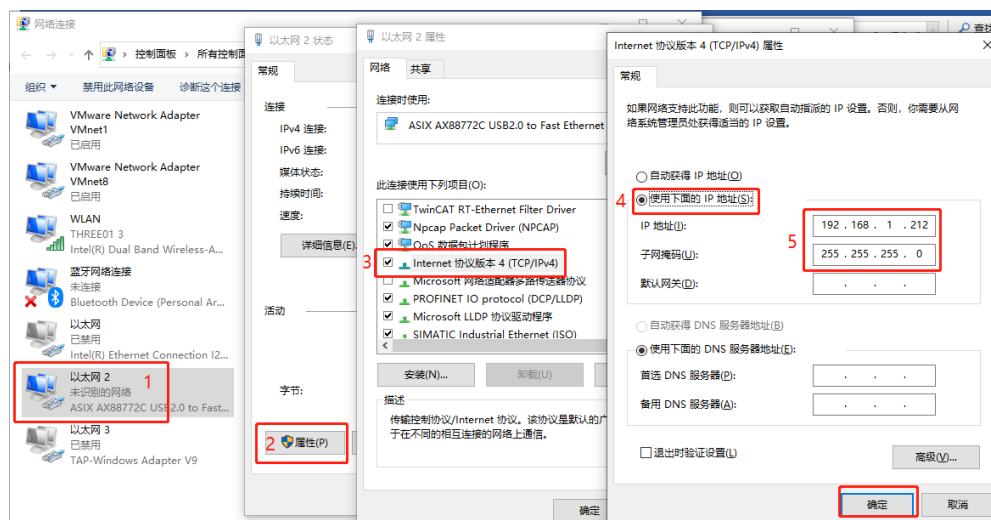 网络连接
控制面板 › 所有控制面
组织 禁用此网络设备 诊断这个连接
VMware Network Adapter
VMnet1
已启用
VMware Network Adapter
VMnet8
已启用
WLAN
THREE01 3
Intel(R) Dual Band Wireless-A...
蓝牙网络连接
未连接
Bluetooth Device (Personal Ar...
以太网
已禁用
Intel(R) Ethernet Connection I2...
以太网 2
1
未识别的网络
ASIX AX88772C USB2.0 to Fast...
以太网 3
已禁用
TAP-Windows Adapter V9
以太网 2 状态
常规
连接
IPv4 连接:
IPv6 连接:
媒体状态:
持续时间:
速度:
详细信息(E).
活动
字节:
2
属性(P)
以太网 2 属性
网络 共享
连接时使用:
ASIX AX88772C USB2.0 to Fast Ethernet
此连接使用下列项目(O):
TwinCAT RT-Ethernet Filter Driver
Npcap Packet Driver (NPCAP)
QoS 数据包计划程序
3
Internet 协议版本 4 (TCP/IPv4)
Microsoft 网络适配器多路传送器协议
PROFINET IO protocol (DCP/LLDP)
Microsoft LLDP 协议驱动程序
SIMATIC Industrial Ethernet (ISO)
安装(N)... 卸载(U)
描述
传输控制协议/Internet 协议。该协议是默认的广
于在不同的相互连接的网络上通信。
确定
查找
Internet 协议版本 4 (TCP/IPv4) 属性
常规
如果网络支持此功能，则可以获取自动指派的 IP 设置。否则，你需要从网
络系统管理员处获得适当的 IP 设置。
自动获得 IP 地址(O)
4
使用下面的 IP 地址(S):
IP 地址(I): 192 . 168 . 1 . 212
5
子网掩码(U): 255 . 255 . 255 . 0
默认网关(D): . . .
自动获得 DNS 服务器地址(B)
使用下面的 DNS 服务器地址(E):
首选 DNS 服务器(P): . . .
备用 DNS 服务器(A): . . .
退出时验证设置(L)
高级(V)...
确定 取消